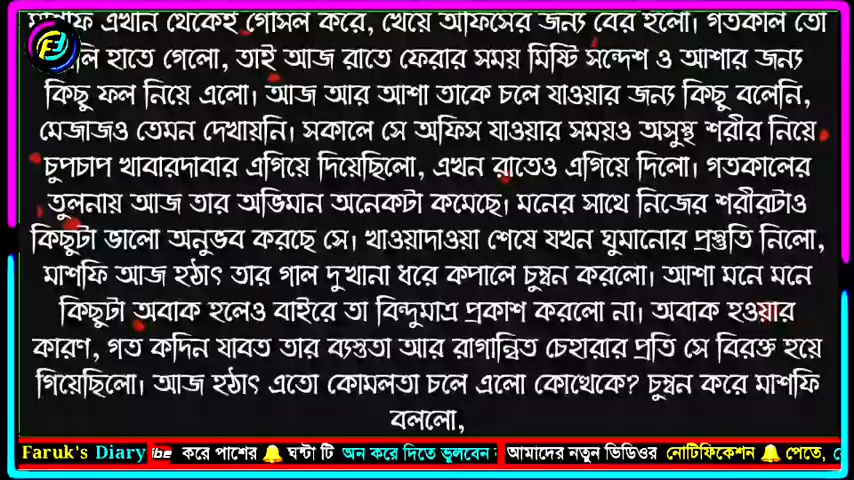 এখান থেকেই গোসল করে, খেয়ে অফিসের জন্য বের হলো। গতকাল তো
হাতে গেলো, তাই আজ রাতে ফেরার সময় মিষ্টি সন্দেশ ও আশার জন্য
কিছু ফল নিয়ে এলো। আজ আর আশা তাকে চলে যাওয়ার জন্য কিছু বলেনি,
মেজাজও তেমন দেখায়নি। সকালে সে অফিস যাওয়ার সময়ও অসুস্থ শরীর নিয়ে
চুপচাপ খাবারদাবার এগিয়ে দিয়েছিলো, এখন রাতেও এগিয়ে দিলো। গতকালের
তুলনায় আজ তার অভিমান অনেকটা কমেছে। মনের সাথে নিজের শরীরটাও
কিছুটা ভালো অনুভব করছে সে। খাওয়াদাওয়া শেষে যখন ঘুমানোর প্রস্তুতি নিলো,
মাশফি আজ হঠাৎ তার গাল দুখানা ধরে কপালে চুম্বন করলো। আশা মনে মনে
কিছুটা অবাক হলেও বাইরে তা বিন্দুমাত্র প্রকাশ করলো না। অবাক হওয়ার
কারণ, গত কদিন যাবত তার ব্যস্ততা আর রাগান্বিত চেহারার প্রতি সে বিরক্ত হয়ে
গিয়েছিলো। আজ হঠাৎ এতো কোমলতা চলে এলো কোত্থেকে? চুম্বন করে মাশফি
বললো,
Faruk's Diary ibe করে পাশের 🔔 ঘন্টা টি অন করে দিতে ভুলবেন আমাদের নতুন ভিডিওর নোটিফিকেশন 🔔 পেতে,